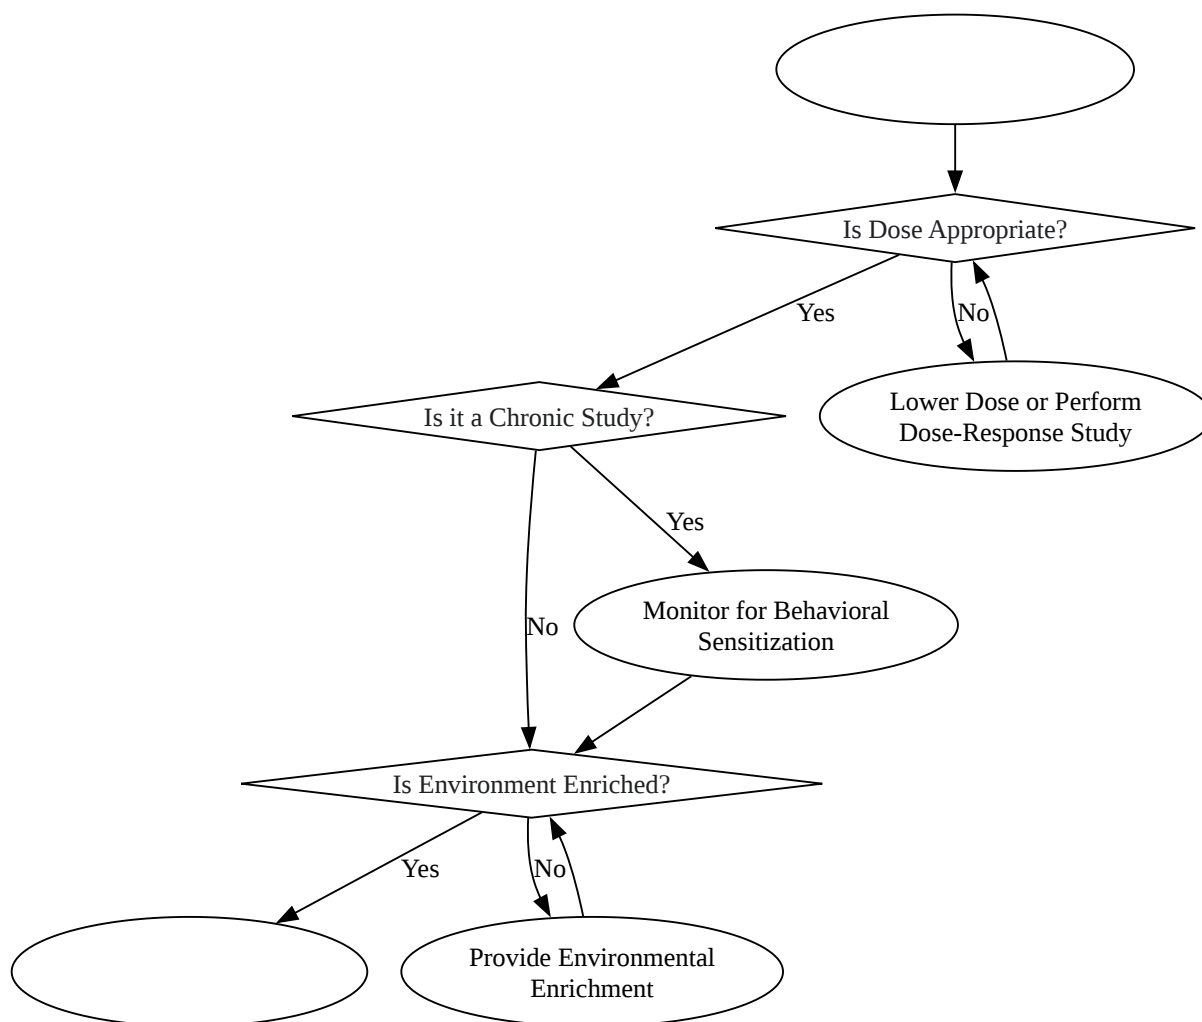 Is Dose Appropriate?
Yes
No
Lower Dose or Perform
Dose-Response Study
Is it a Chronic Study?
Yes
No
Monitor for Behavioral
Sensitization
Is Environment Enriched?
Yes
No
Provide Environmental
Enrichment